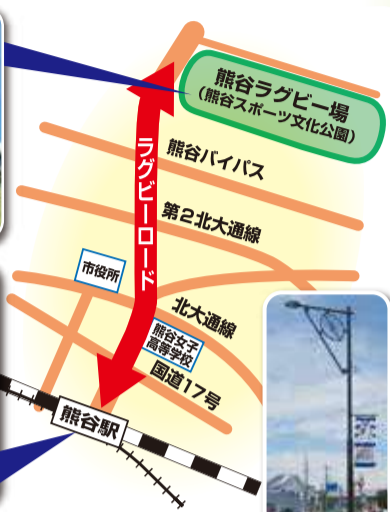 熊谷ラグビー場
(熊谷スポーツ文化公園)
熊谷バイパス
ラグビーロード
第2北大通線
市役所
北大通線
熊谷女子
高等学校
国道17号
熊谷駅